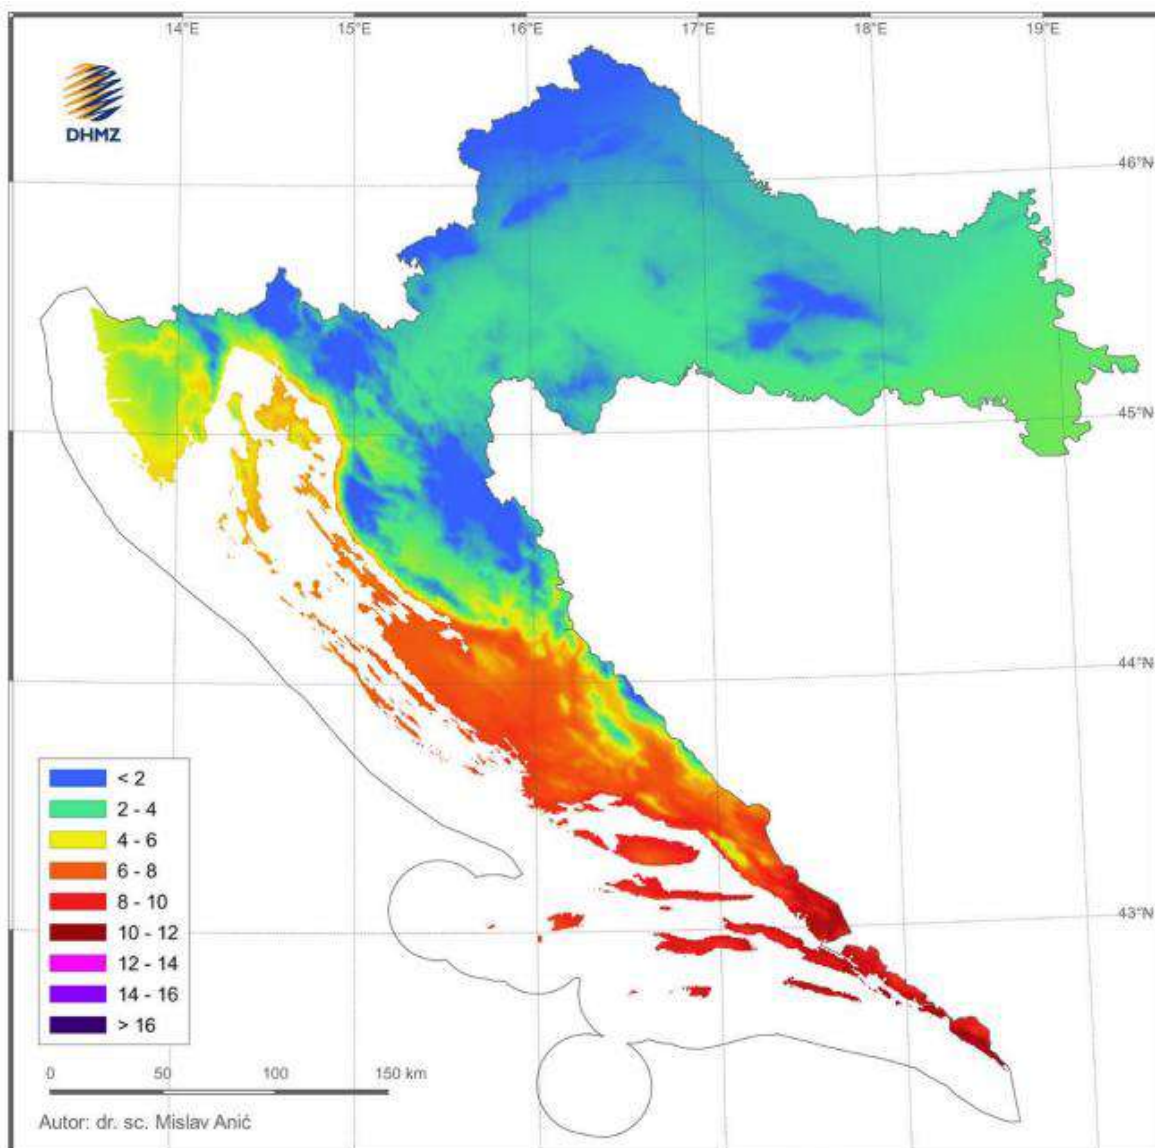 14°E 15°E 16°E 17°E 18°E 19°E
DHMZ
46°N
45°N
44°N
43°N
< 2
2 - 4
4 - 6
6 - 8
8 - 10
10 - 12
12 - 14
14 - 16
> 16
0 50 100 150 km
Autor: dr. sc. Mislav Anić